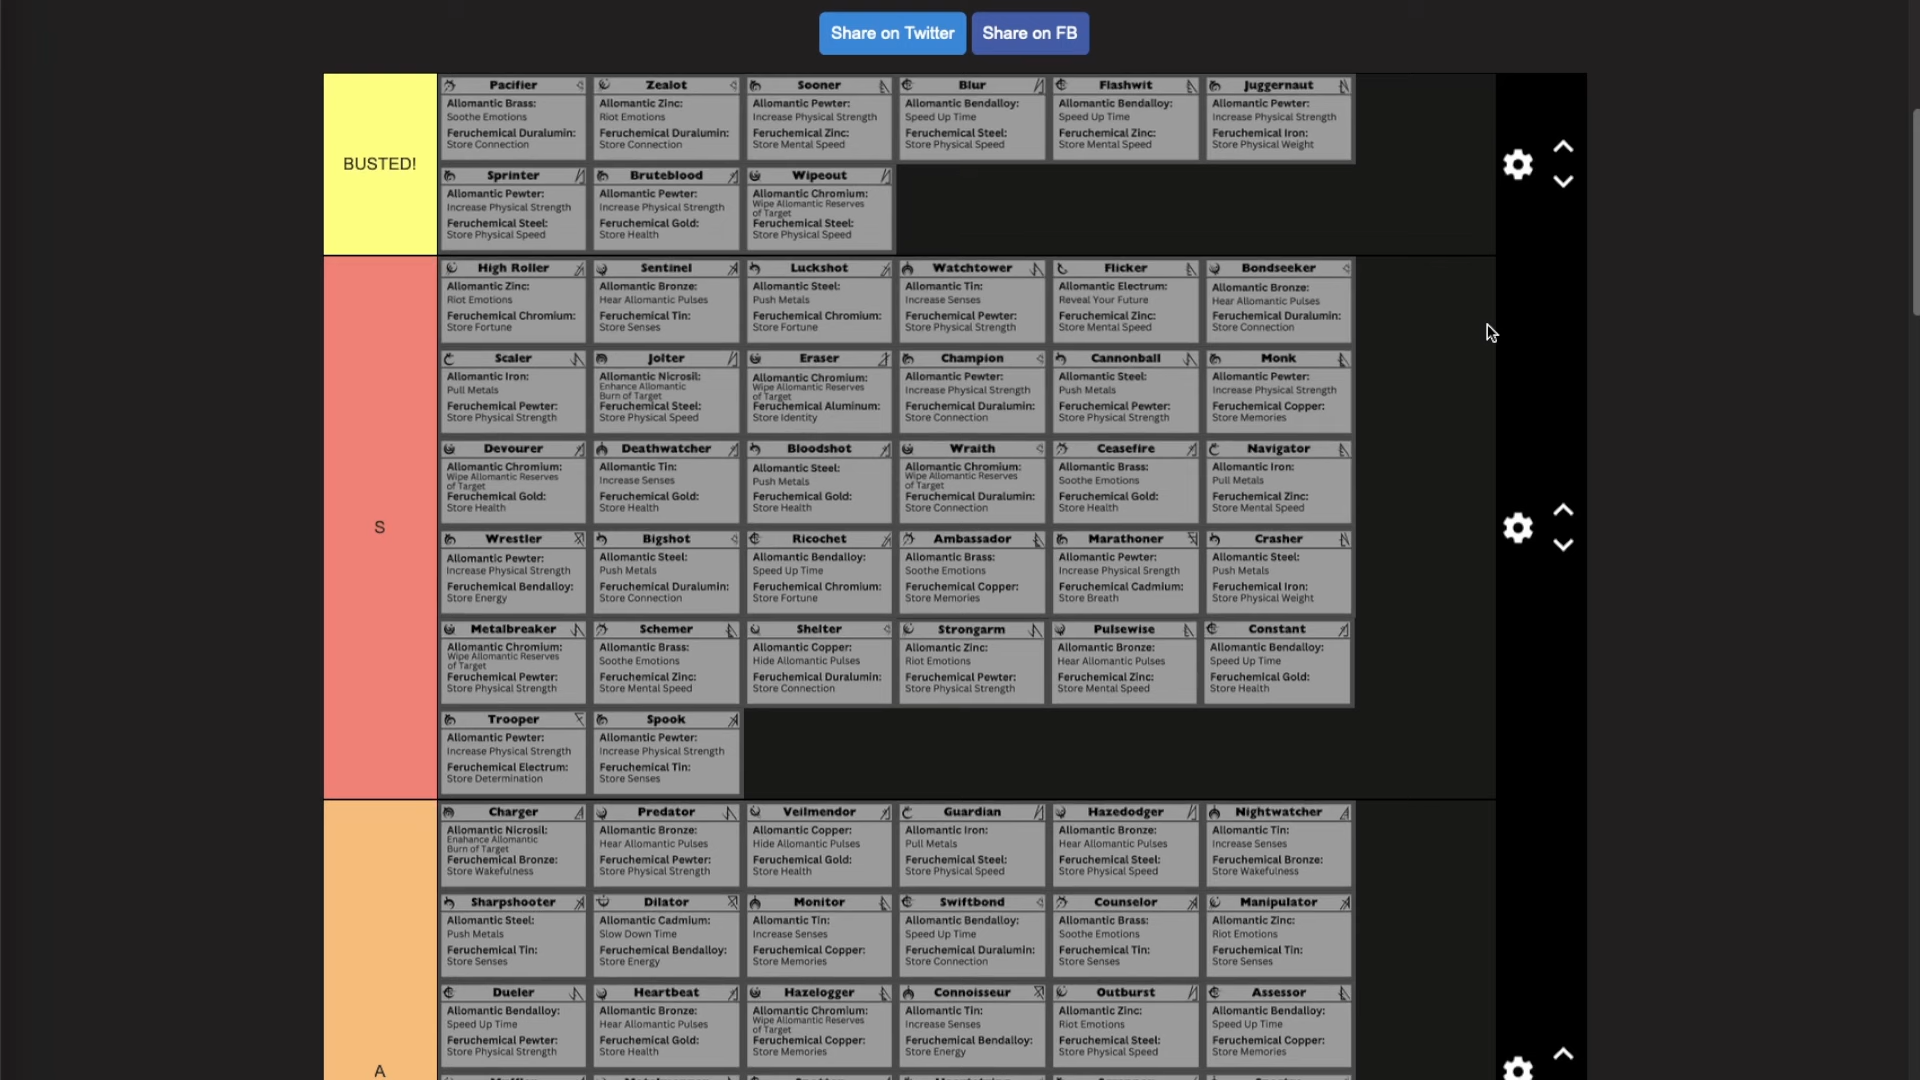 Share on Twitter
Share on FB
BUSTED!
Pacifier
Allomantic Brass:
Soothe Emotions
Feruchemical Duralumin:
Store Connection
Zealot
Allomantic Zinc:
Riot Emotions
Feruchemical Duralumin:
Store Connection
Sooner
Allomantic Pewter:
Increase Physical Strength
Feruchemical Zinc:
Store Mental Speed
Blur
Allomantic Bendalloy:
Speed Up Time
Feruchemical Steel:
Store Physical Speed
Flashwit
Allomantic Bendalloy:
Speed Up Time
Feruchemical Zinc:
Store Mental Speed
Juggernaut
Allomantic Pewter:
Increase Physical Strength
Feruchemical Iron:
Store Physical Weight
Sprinter
Allomantic Pewter:
Increase Physical Strength
Feruchemical Steel:
Store Physical Speed
Bruteblood
Allomantic Pewter:
Increase Physical Strength
Feruchemical Gold:
Store Health
Wipeout
Allomantic Chromium:
Wipe Allomantic Reserves
of Target
Feruchemical Steel:
Store Physical Speed
S
High Roller
Allomantic Zinc:
Riot Emotions
Feruchemical Chromium:
Store Fortune
Sentinel
Allomantic Bronze:
Hear Allomantic Pulses
Feruchemical Tin:
Store Senses
Luckshot
Allomantic Steel:
Push Metals
Feruchemical Chromium:
Store Fortune
Watchtower
Allomantic Tin:
Increase Senses
Feruchemical Pewter:
Store Physical Strength
Flicker
Allomantic Electrum:
Reveal Your Future
Feruchemical Zinc:
Store Mental Speed
Bondseeker
Allomantic Bronze:
Hear Allomantic Pulses
Feruchemical Duralumin:
Store Connection
Scaler
Allomantic Iron:
Pull Metals
Feruchemical Pewter:
Store Physical Strength
Jolter
Allomantic Nicrosil:
Enhance Allomantic
Burn of Target
Feruchemical Steel:
Store Physical Speed
Eraser
Allomantic Chromium:
Wipe Allomantic Reserves
of Target
Feruchemical Aluminum:
Store Identity
Champion
Allomantic Pewter:
Increase Physical Strength
Feruchemical Duralumin:
Store Connection
Cannonball
Allomantic Steel:
Push Metals
Feruchemical Pewter:
Store Physical Strength
Monk
Allomantic Pewter:
Increase Physical Strength
Feruchemical Copper:
Store Memories
Devourer
Allomantic Chromium:
Wipe Allomantic Reserves
of Target
Feruchemical Gold:
Store Health
Deathwatcher
Allomantic Tin:
Increase Senses
Feruchemical Gold:
Store Health
Bloodshot
Allomantic Steel:
Push Metals
Feruchemical Gold:
Store Health
Wraith
Allomantic Chromium:
Wipe Allomantic Reserves
of Target
Feruchemical Duralumin:
Store Connection
Ceasefire
Allomantic Brass:
Soothe Emotions
Feruchemical Gold:
Store Health
Navigator
Allomantic Iron:
Pull Metals
Feruchemical Zinc:
Store Mental Speed
Wrestler
Allomantic Pewter:
Increase Physical Strength
Feruchemical Bendalloy:
Store Energy
Bigshot
Allomantic Steel:
Push Metals
Feruchemical Duralumin:
Store Connection
Ricochet
Allomantic Bendalloy:
Speed Up Time
Feruchemical Chromium:
Store Fortune
Ambassador
Allomantic Brass:
Soothe Emotions
Feruchemical Copper:
Store Memories
Marathoner
Allomantic Pewter:
Increase Physical Srength
Feruchemical Cadmium:
Store Breath
Crasher
Allomantic Steel:
Push Metals
Feruchemical Iron:
Store Physical Weight
Metalbreaker
Allomantic Chromium:
Wipe Allomantic Reserves
of Target
Feruchemical Pewter:
Store Physical Strength
Schemer
Allomantic Brass:
Soothe Emotions
Feruchemical Zinc:
Store Mental Speed
Shelter
Allomantic Copper:
Hide Allomantic Pulses
Feruchemical Duralumin:
Store Connection
Strongarm
Allomantic Zinc:
Riot Emotions
Feruchemical Pewter:
Store Physical Strength
Pulsewise
Allomantic Bronze:
Hear Allomantic Pulses
Feruchemical Zinc:
Store Mental Speed
Constant
Allomantic Bendalloy:
Speed Up Time
Feruchemical Gold:
Store Health
Trooper
Allomantic Pewter:
Increase Physical Strength
Feruchemical Electrum:
Store Determination
Spook
Allomantic Pewter:
Increase Physical Strength
Feruchemical Tin:
Store Senses
A
Charger
Allomantic Nicrosil:
Enahance Allomantic
Burn of Target
Feruchemical Bronze:
Store Wakefulness
Predator
Allomantic Bronze:
Hear Allomantic Pulses
Feruchemical Pewter:
Store Physical Strength
Veilmendor
Allomantic Copper:
Hide Allomantic Pulses
Feruchemical Gold:
Store Health
Guardian
Allomantic Iron:
Pull Metals
Feruchemical Steel:
Store Physical Speed
Hazedodger
Allomantic Bronze:
Hear Allomantic Pulses
Feruchemical Steel:
Store Physical Speed
Nightwatcher
Allomantic Tin:
Increase Senses
Feruchemical Bronze:
Store Wakefulness
Sharpshooter
Allomantic Steel:
Push Metals
Feruchemical Tin:
Store Senses
Dilator
Allomantic Cadmium:
Slow Down Time
Feruchemical Bendalloy:
Store Energy
Monitor
Allomantic Tin:
Increase Senses
Feruchemical Copper:
Store Memories
Swiftbond
Allomantic Bendalloy:
Speed Up Time
Feruchemical Duralumin:
Store Connection
Counselor
Allomantic Brass:
Soothe Emotions
Feruchemical Tin:
Store Senses
Manipulator
Allomantic Zinc:
Riot Emotions
Feruchemical Tin:
Store Senses
Dueler
Allomantic Bendalloy:
Speed Up Time
Feruchemical Pewter:
Store Physical Strength
Heartbeat
Allomantic Bronze:
Hear Allomantic Pulses
Feruchemical Gold:
Store Health
Hazelogger
Allomantic Chromium:
Wipe Allomantic Reserves
of Target
Feruchemical Copper:
Store Memories
Connoisseur
Allomantic Tin:
Increase Senses
Feruchemical Bendalloy:
Store Energy
Outburst
Allomantic Zinc:
Riot Emotions
Feruchemical Steel:
Store Physical Speed
Assessor
Allomantic Bendalloy:
Speed Up Time
Feruchemical Copper:
Store Memories